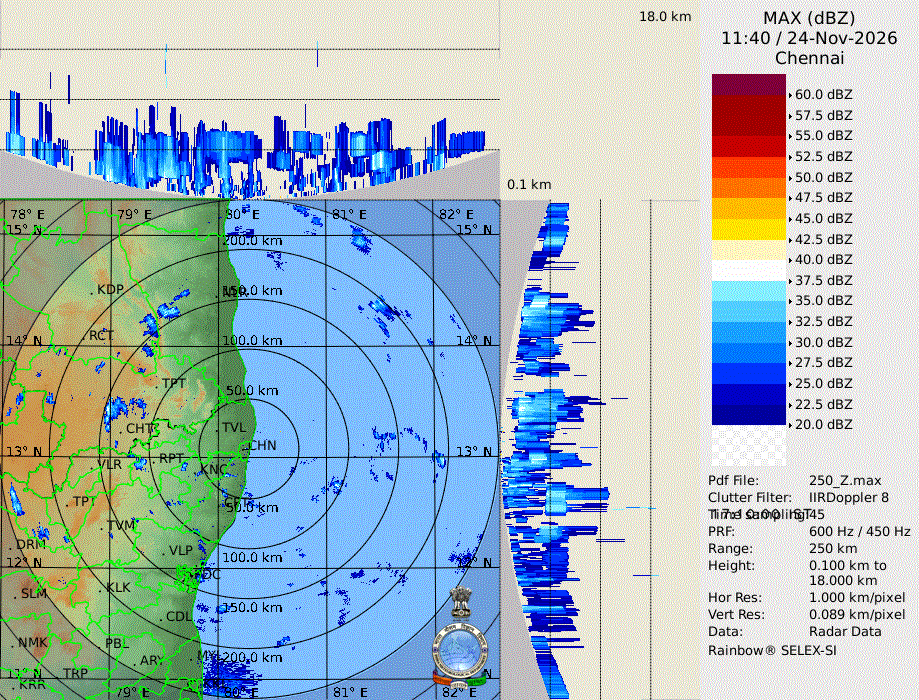 18.0 km
0.1 km
MAX (dBZ)
11:40 / 24-Nov-2026
Chennai
60.0 dBZ
57.5 dBZ
55.0 dBZ
52.5 dBZ
50.0 dBZ
47.5 dBZ
45.0 dBZ
42.5 dBZ
40.0 dBZ
37.5 dBZ
35.0 dBZ
32.5 dBZ
30.0 dBZ
27.5 dBZ
25.0 dBZ
22.5 dBZ
20.0 dBZ
Pdf File: 250_Z.max
Clutter Filter: IIRDoppler 8
Time sampling: 45
PRF: 600 Hz / 450 Hz
Range: 250 km
Height: 0.100 km to
18.000 km
Hor Res: 1.000 km/pixel
Vert Res: 0.089 km/pixel
Data: Radar Data
Rainbow® SELEX-SI
78° E 79° E 80° E 81° E 82° E
15° N 15° N
200.0 km
KDP
150.0 km
RCT
100.0 km
14° N 14° N
TPT
50.0 km
CHT TVL
CHN
13° N 13° N
VLR RPT KNC
TPT
50.0 km
TVM
DRM VLP
100.0 km
12° N 12° N
SLM KLK
150.0 km
CDL
NMK PBL
ARY 200.0 km
TRP
KRR
11° N 11° N
79° E 80° E 81° E 82° E